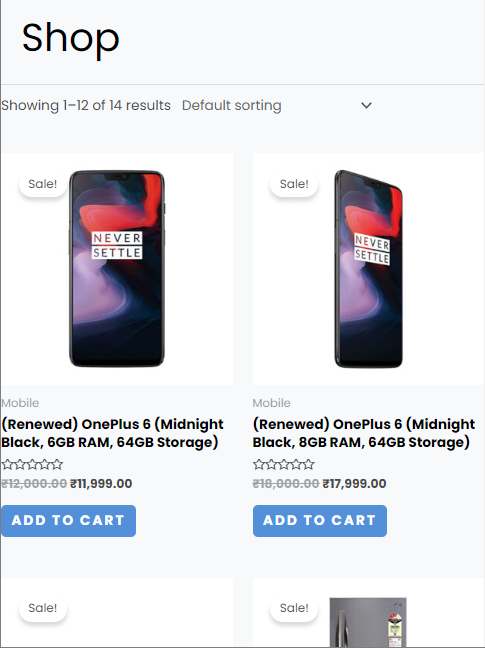 Shop
Showing 1–12 of 14 results
Default sorting
Sale!
NEVER
SETTLE
Mobile
(Renewed) OnePlus 6 (Midnight
Black, 6GB RAM, 64GB Storage)
₹12,000.00 ₹11,999.00
ADD TO CART
Sale!
NEVER
SETTLE
Mobile
(Renewed) OnePlus 6 (Midnight
Black, 8GB RAM, 64GB Storage)
₹18,000.00 ₹17,999.00
ADD TO CART
Sale!
Sale!